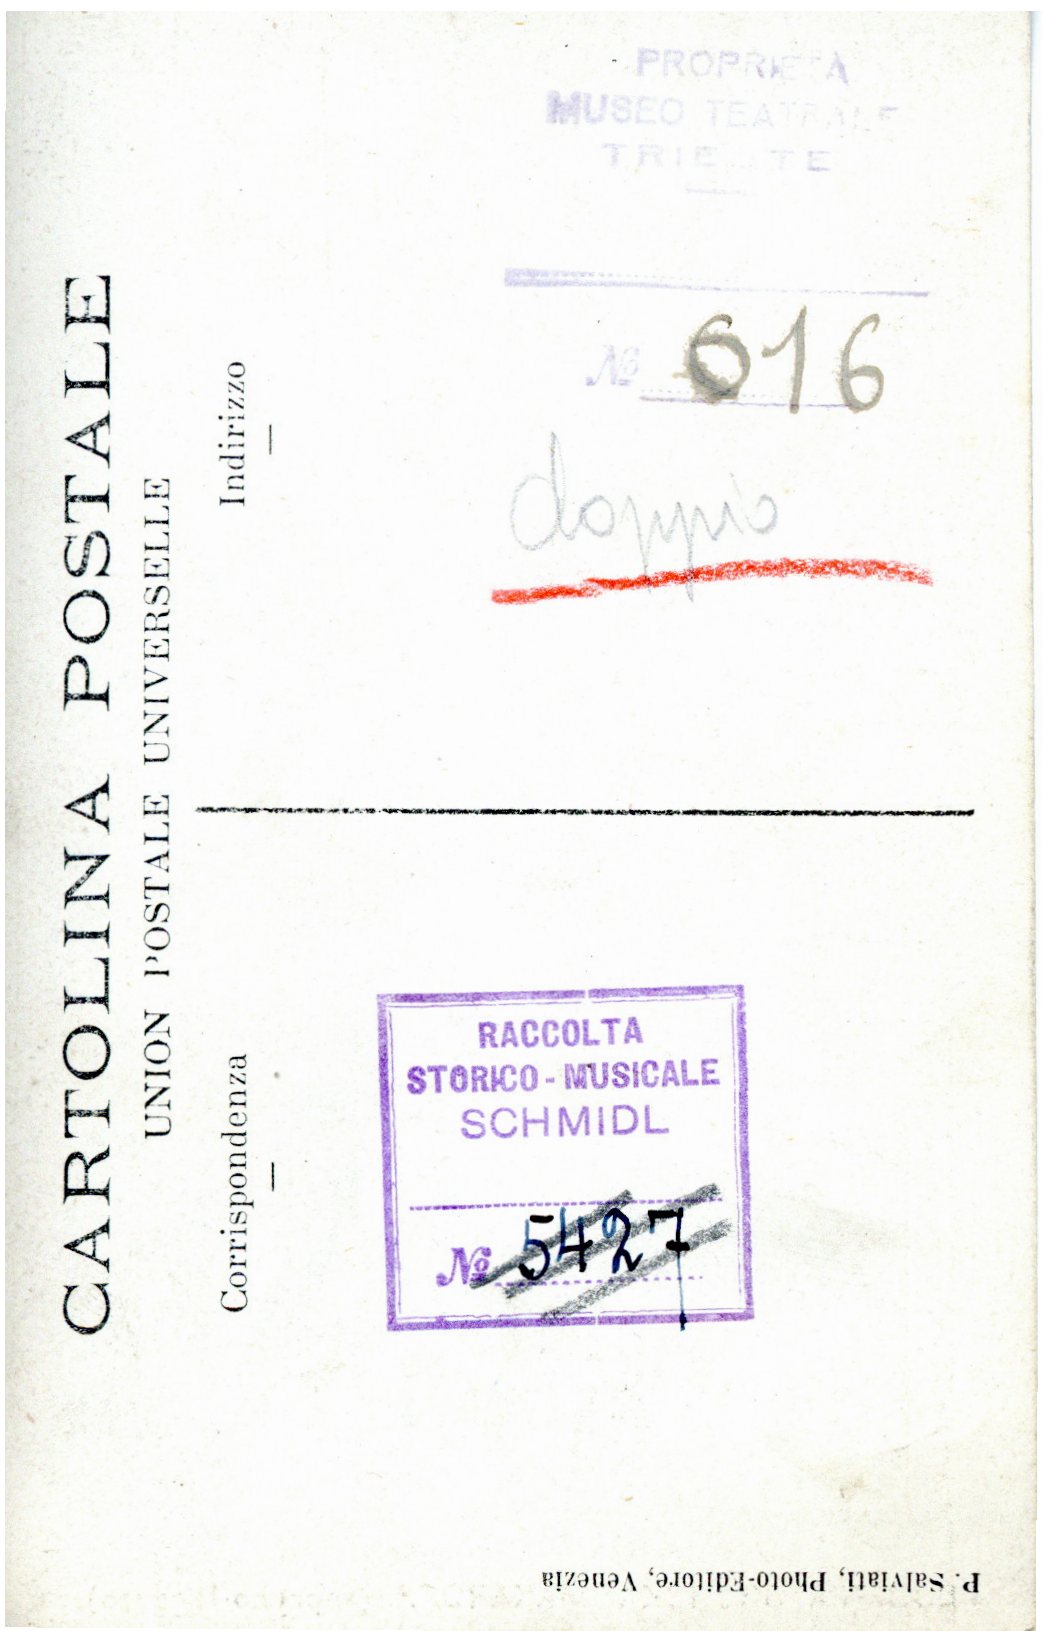 PROPRIETÀ
MUSEO TEATRALE
TRIESTE
№ 616
doppio
CARTOLINA POSTALE
UNION POSTALE UNIVERSELLE
Corrispondenza
Indirizzo
RACCOLTA
STORICO-MUSICALE
SCHMIDL
№ 5427
P. Salviati, Photo-Editore, Venezia